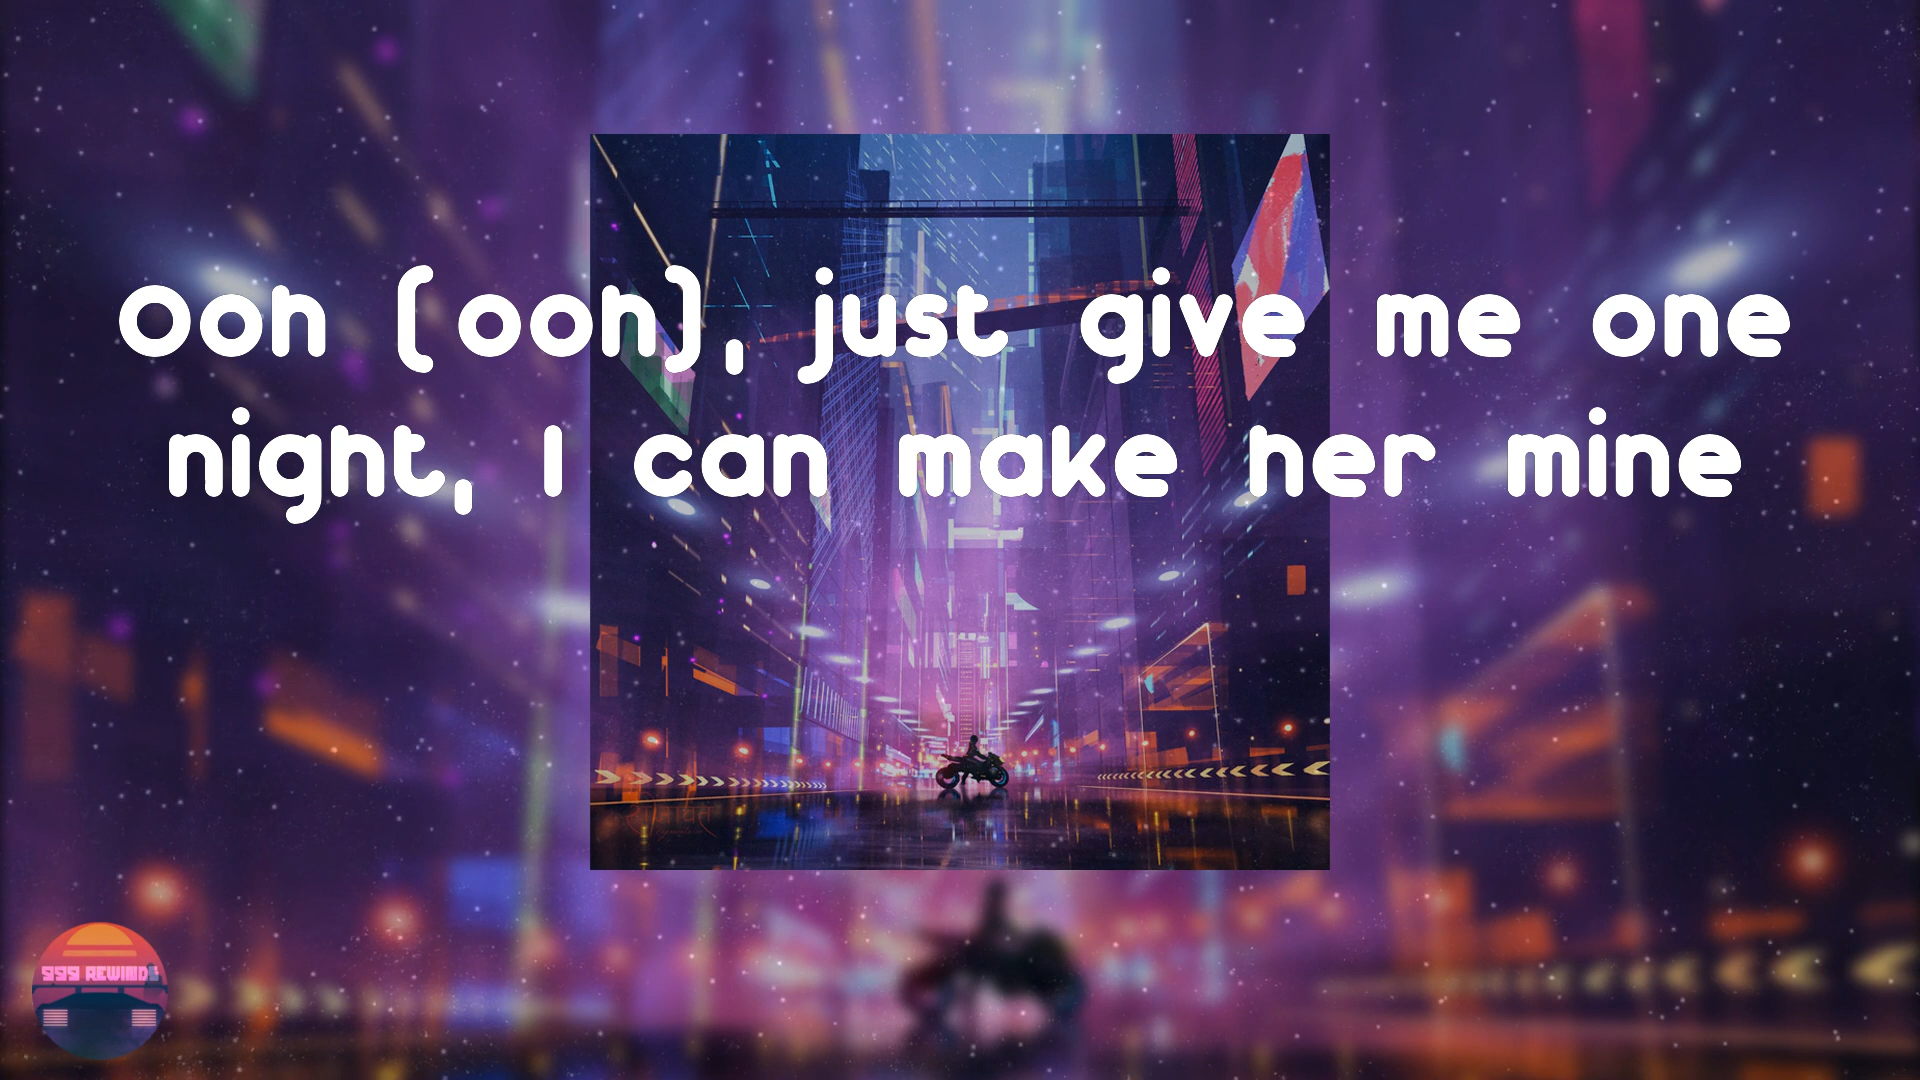 Ooh (ooh), just give me one
night, I can make her mine
999 REWIND